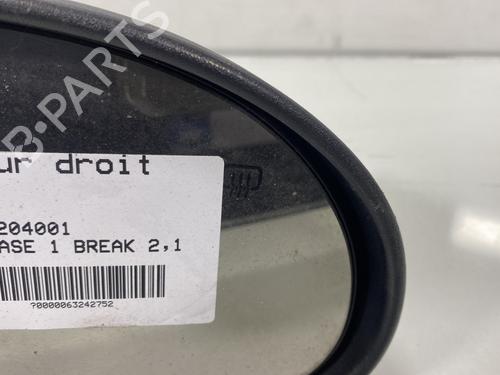 B-PARTS
ur droit
204001
ASE 1 BREAK 2,1
?0000063242752